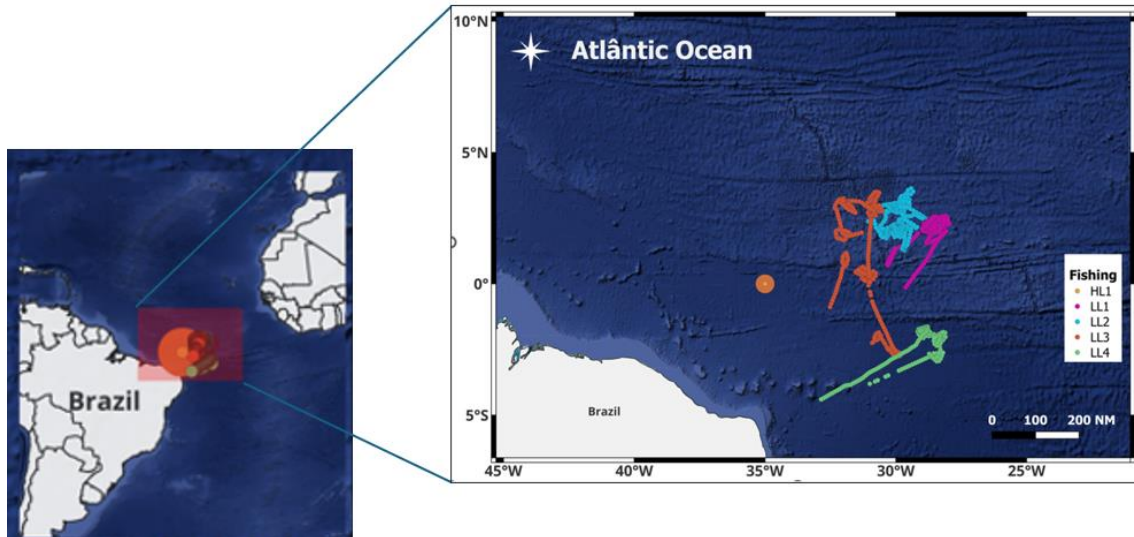 Brazil
10°N
5°N
0°
5°S
Atlântic Ocean
Fishing
HL1
LL1
LL2
LL3
LL4
Brazil
0 100 200 NM
45°W 40°W 35°W 30°W 25°W